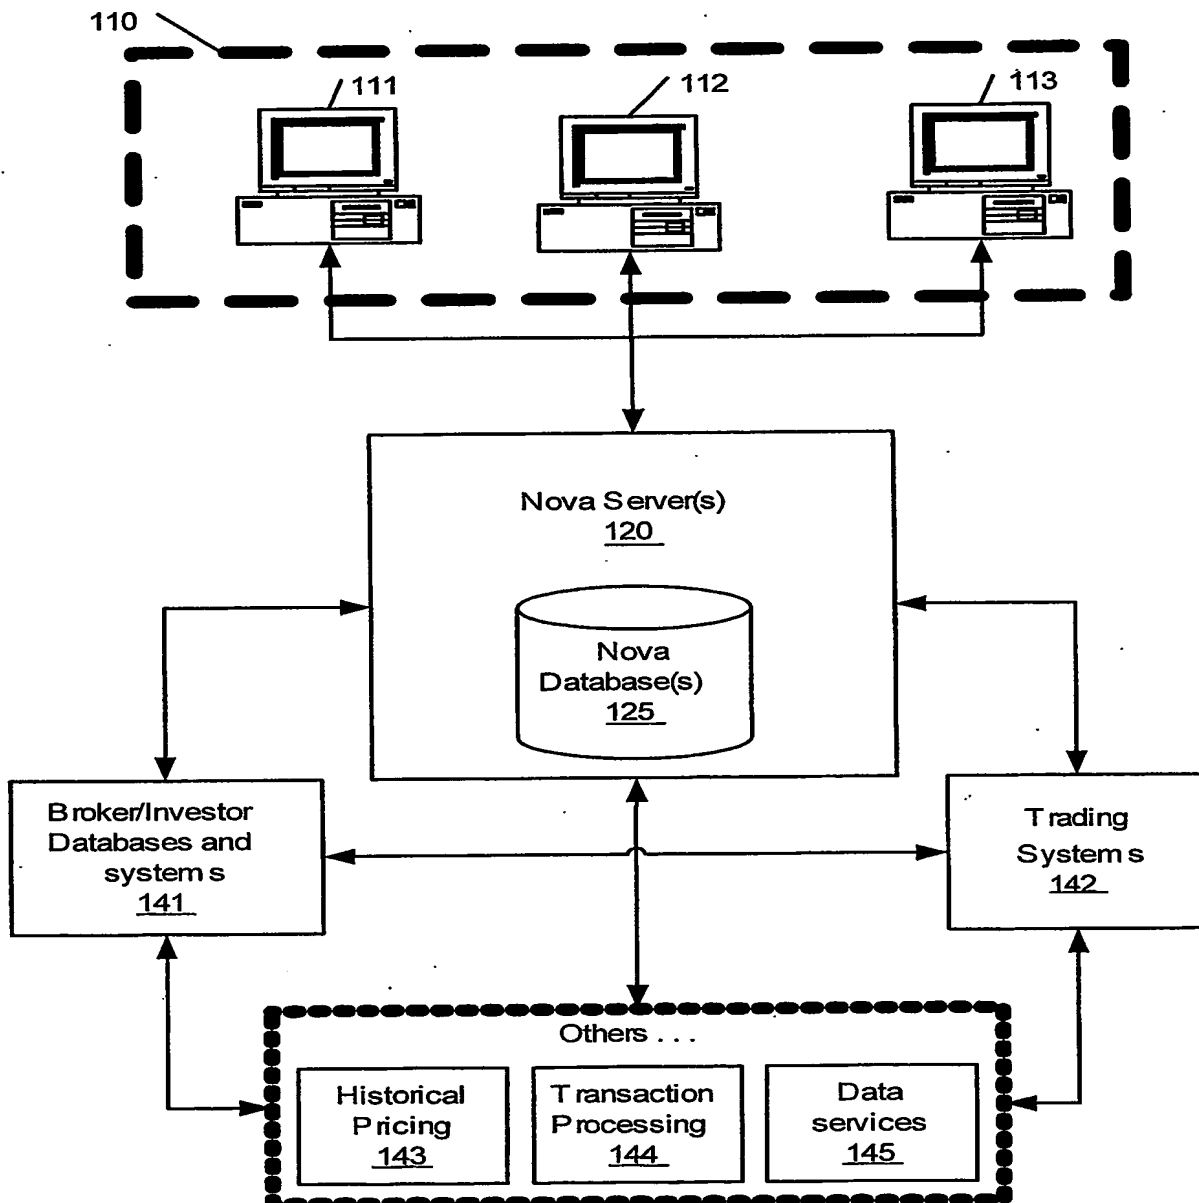 110
111
112
113
Nova Server(s)
120
Nova
Database(s)
125
Broker/Investor
Databases and
systems
141
Trading
Systems
142
Others . . .
Historical
Pricing
143
Transaction
Processing
144
Data
services
145